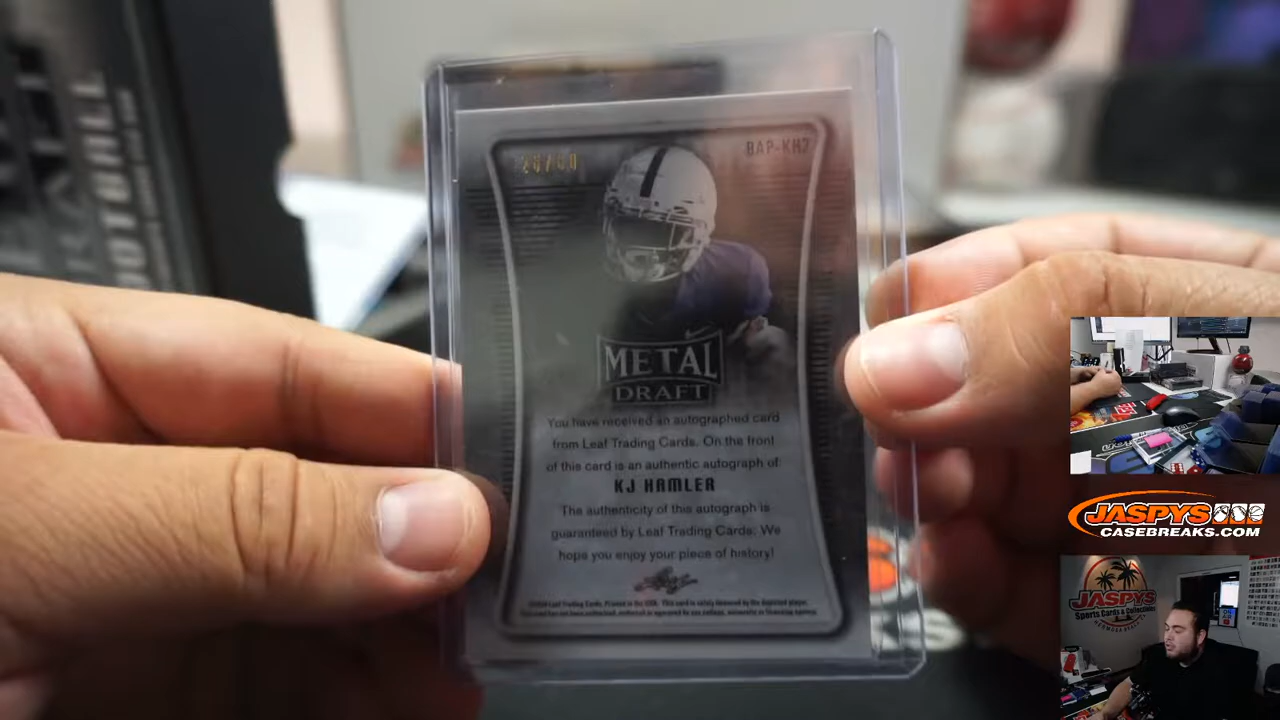 BAP-KH2
METAL
DRAFT
You have received an autographed card
from Leaf Trading Cards. On the front
of this card is an authentic autograph of:
KJ HAMLER
The authenticity of this autograph is
guaranteed by Leaf Trading Cards. We
hope you enjoy your piece of history!
FOOTBALL
JASPYS
CASEBREAKS.COM
JASPYS
Sports Cards & Collectibles